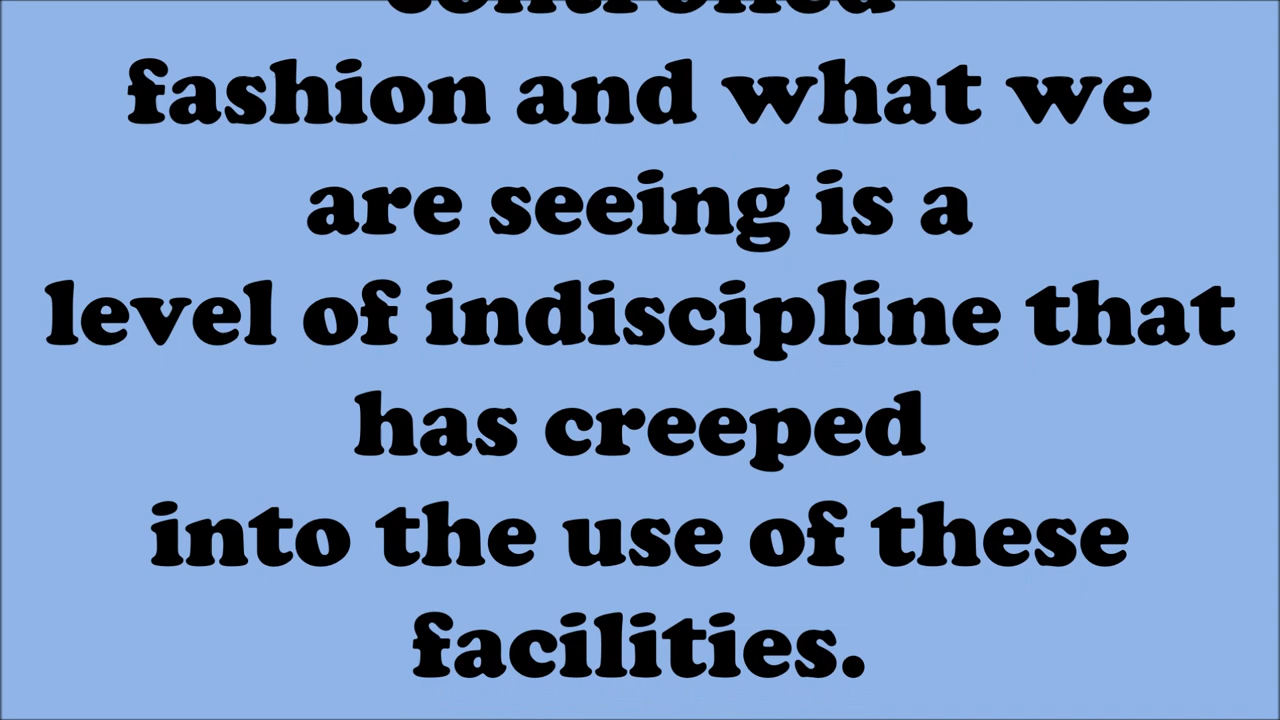 controlled
fashion and what we
are seeing is a
level of indiscipline that
has creeped
into the use of these
facilities.